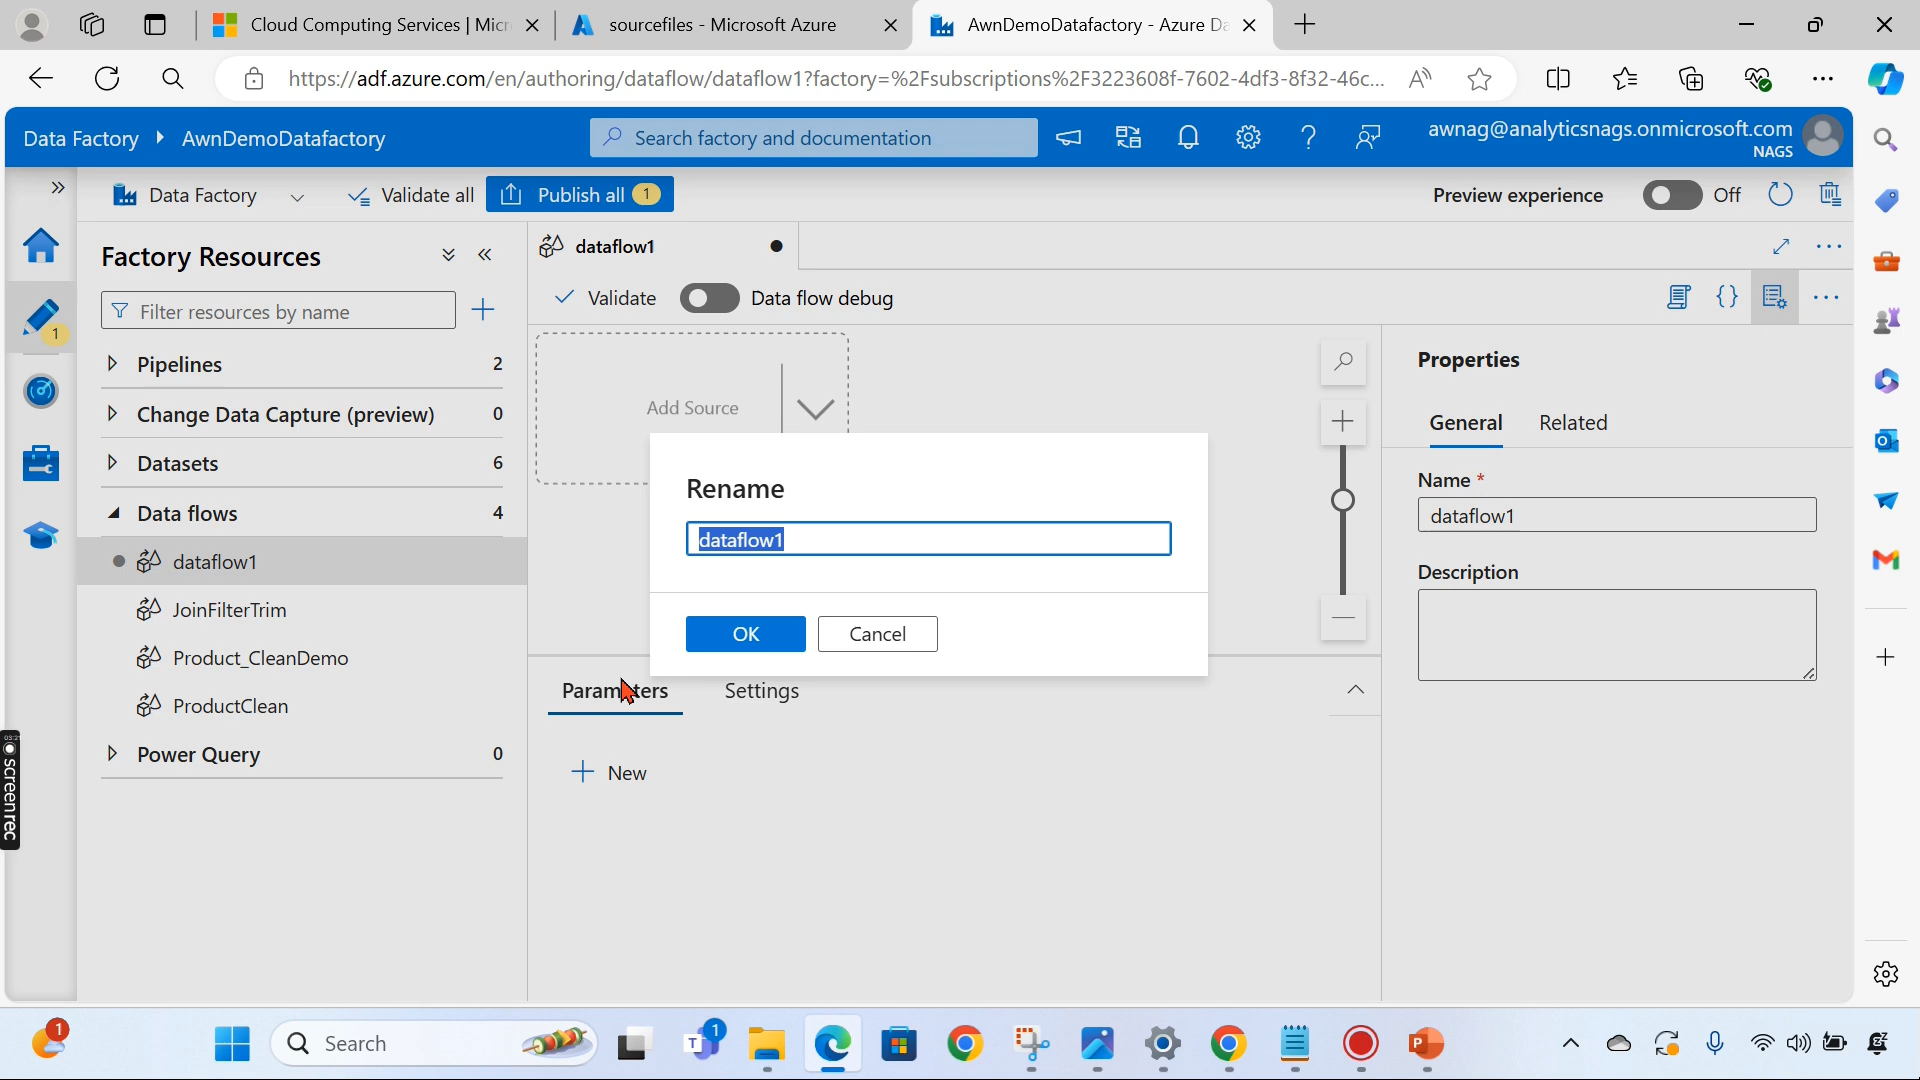 Cloud Computing Services | Micr
sourcefiles - Microsoft Azure
AwnDemoDatafactory - Azure Da
https://adf.azure.com/en/authoring/dataflow/dataflow1?factory=%2Fsubscriptions%2F3223608f-7602-4df3-8f32-46c...
Data Factory
AwnDemoDatafactory
Search factory and documentation
awnag@analyticsnags.onmicrosoft.com
NAGS
Data Factory
Validate all
Publish all 1
Preview experience
Off
Factory Resources
dataflow1
1
Filter resources by name
Validate
Data flow debug
Pipelines 2
Change Data Capture (preview) 0
Datasets 6
Data flows 4
dataflow1
JoinFilterTrim
Product_CleanDemo
ProductClean
Power Query 0
Add Source
Rename
dataflow1
OK
Cancel
Parameters
Settings
New
Properties
General
Related
Name *
dataflow1
Description
screenrec
1
Search
1